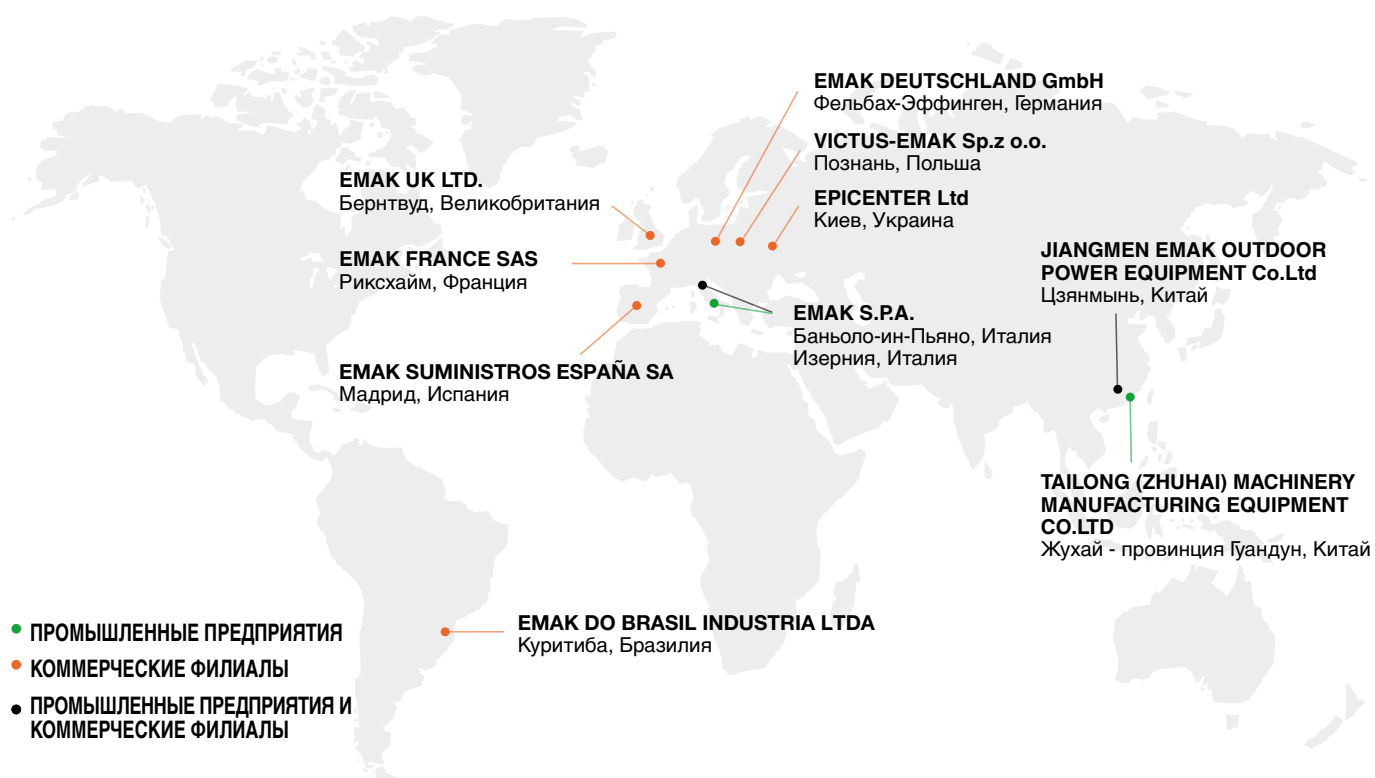 EMAK DEUTSCHLAND GmbH
Фельбах-Эффинген, Германия
VICTUS-EMAK Sp.z o.o.
Познань, Польша
EMAK UK LTD.
Бернтвуд, Великобритания
EPICENTER Ltd
Киев, Украина
EMAK FRANCE SAS
Риксхайм, Франция
JIANGMEN EMAK OUTDOOR
POWER EQUIPMENT Co.Ltd
Цзянмынь, Китай
EMAK S.P.A.
Баньоло-ин-Пьяно, Италия
Изерния, Италия
EMAK SUMINISTROS ESPAÑA SA
Мадрид, Испания
TAILONG (ZHUHAI) MACHINERY
MANUFACTURING EQUIPMENT
CO.LTD
Жухай - провинция Гуандун, Китай
EMAK DO BRASIL INDUSTRIA LTDA
Куритиба, Бразилия
ПРОМЫШЛЕННЫЕ ПРЕДПРИЯТИЯ
КОММЕРЧЕСКИЕ ФИЛИАЛЫ
ПРОМЫШЛЕННЫЕ ПРЕДПРИЯТИЯ И
КОММЕРЧЕСКИЕ ФИЛИАЛЫ